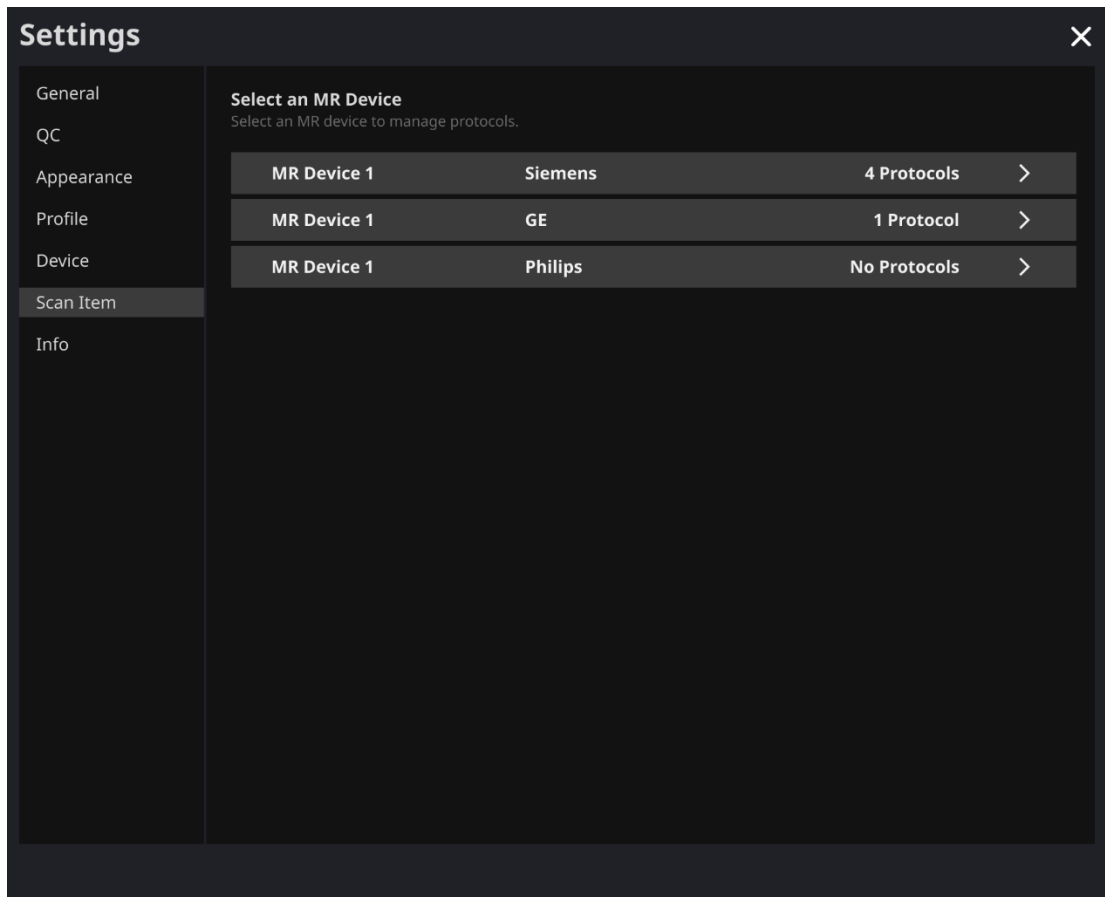 Settings
General
QC
Appearance
Profile
Device
Scan Item
Info
Select an MR Device
Select an MR device to manage protocols.
MR Device 1 Siemens 4 Protocols
MR Device 1 GE 1 Protocol
MR Device 1 Philips No Protocols